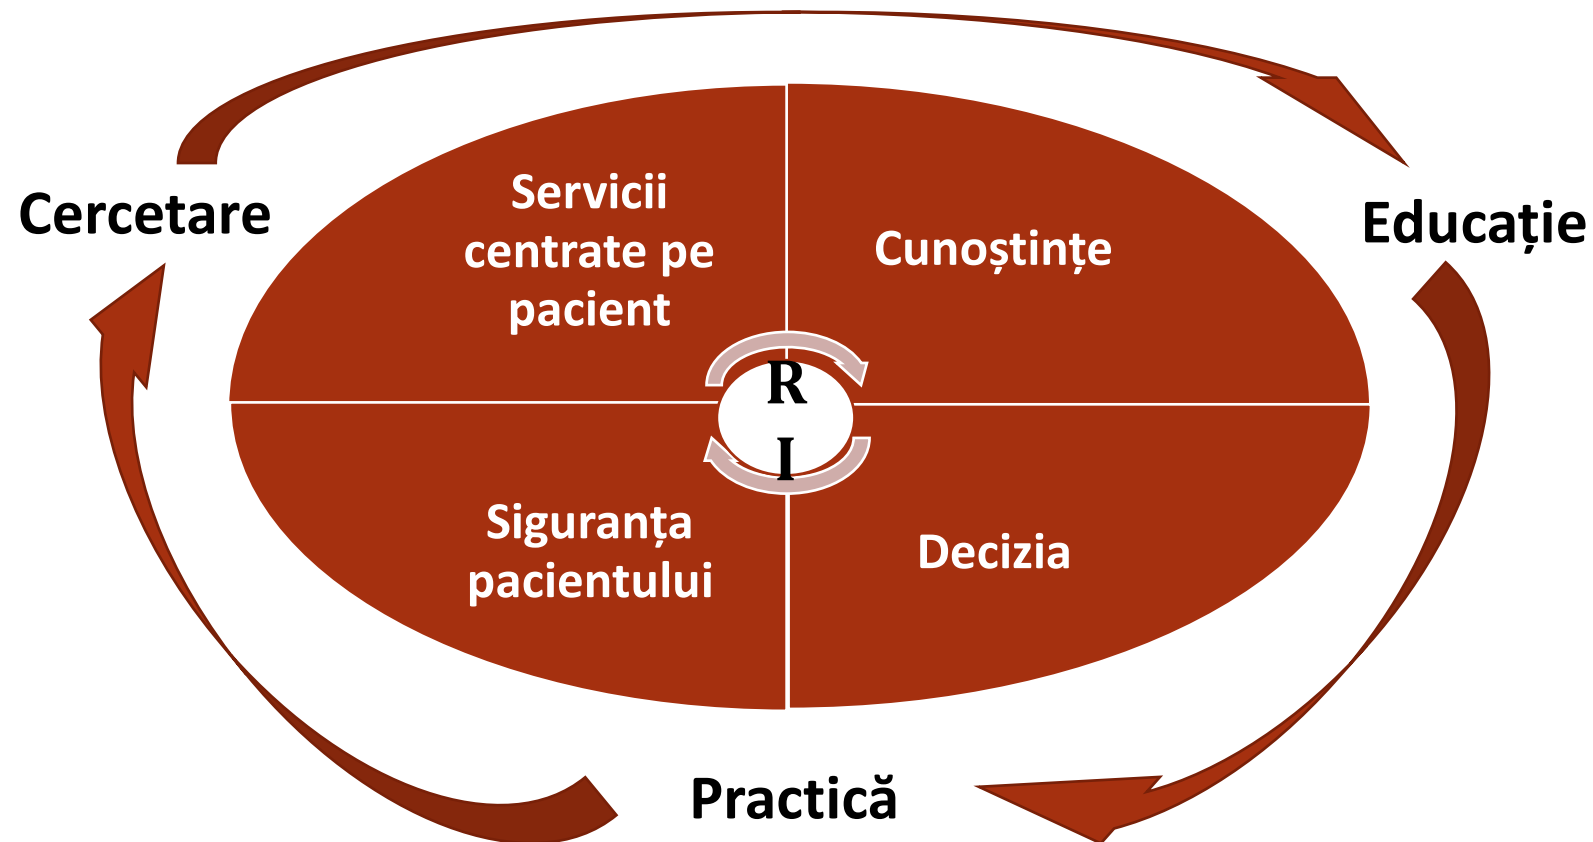 Cercetare
Educație
Servicii
centrate pe
pacient
Cunoștințe
R
I
Siguranța
pacientului
Decizia
Practică